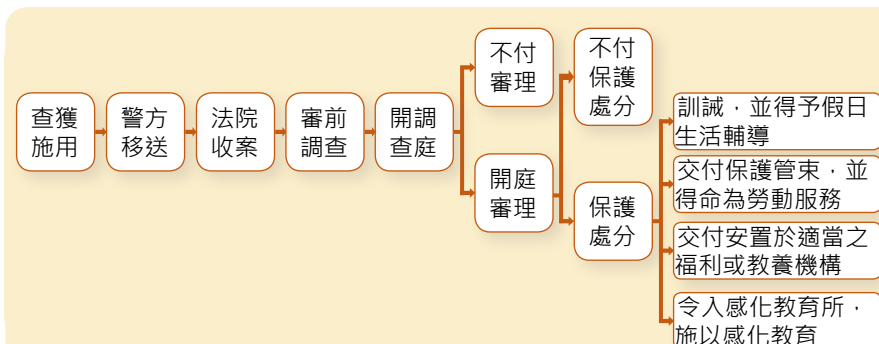 查獲
施用
警方
移送
法院
收案
審前
調查
開調
查庭
不付
審理
開庭
審理
不付
保護
處分
保護
處分
訓誡，並得予假日
生活輔導
交付保護管束，並
得命為勞動服務
交付安置於適當之
福利或教養機構
令入感化教育所，
施以感化教育